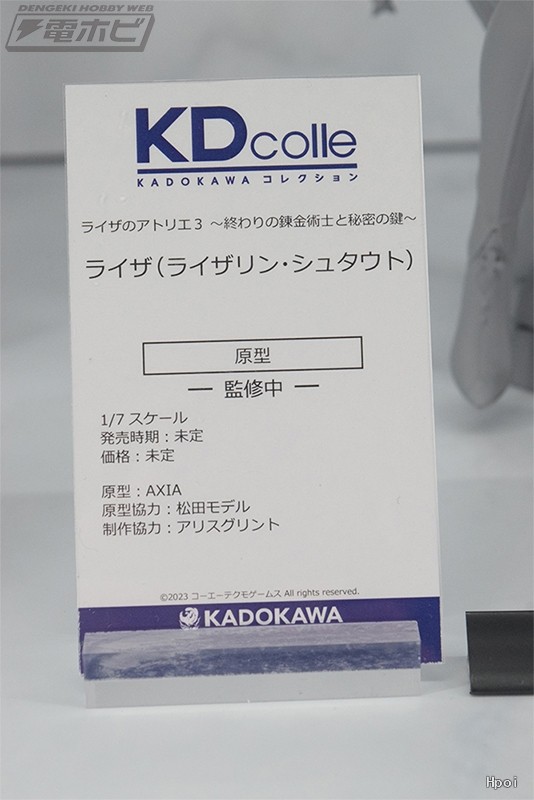 DENGEKI HOBBY WEB
電ホビ
KDcolle
KADOKAWA コレクション
ライザのアトリエ3 ～終わりの錬金術士と秘密の鍵～
ライザ(ライザリン・シュタウト)
原型
― 監修中 ―
1/7 スケール
発売時期：未定
価格：未定
原型：AXIA
原型協力：松田モデル
制作協力：アリスグリント
©2023 コーエーテクモゲームス All rights reserved.
KADOKAWA
Hpoi